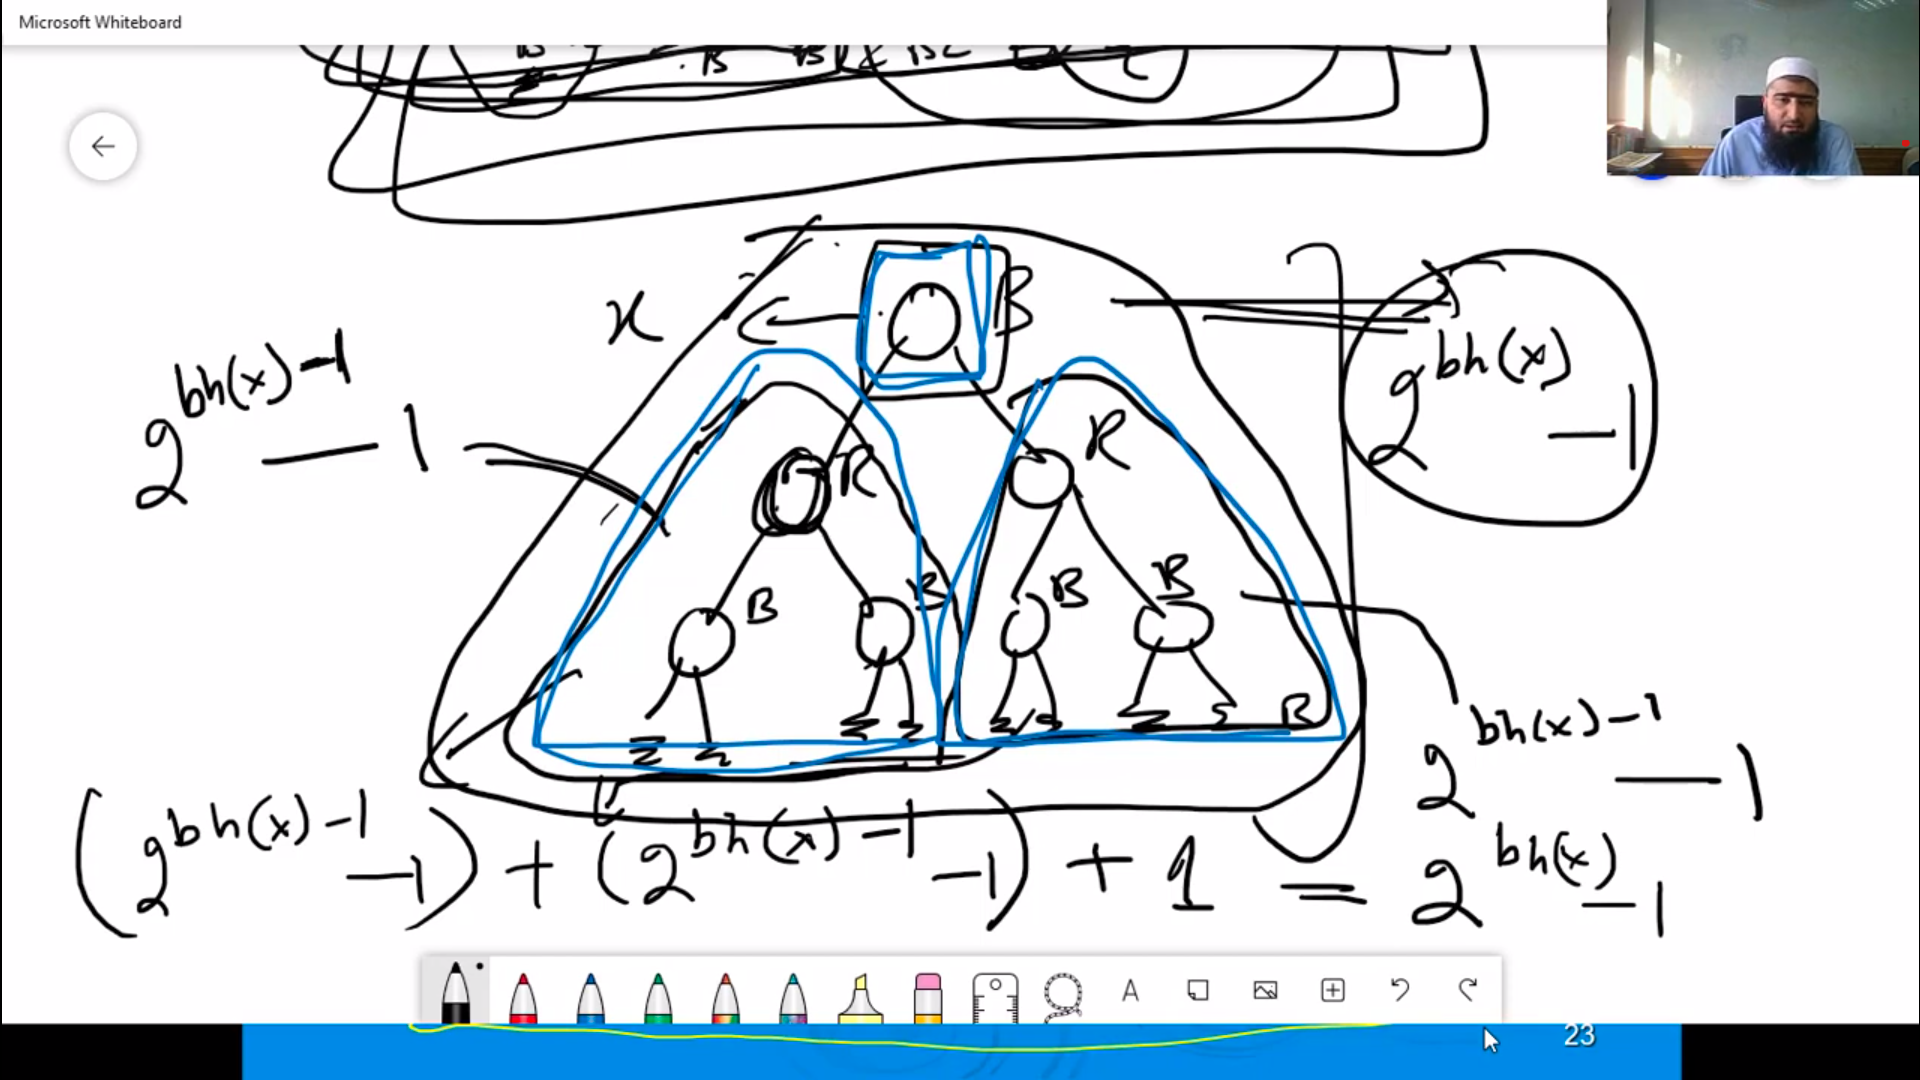 Microsoft Whiteboard
B B BL
x B
2^{bh(x)-1} - 1
2^{bh(x)} - 1
R R
B B B B
B
2^{bh(x)-1} - 1
(2^{bh(x)-1} - 1) + (2^{bh(x)-1} - 1) + 1 = 2^{bh(x)} - 1
A
23